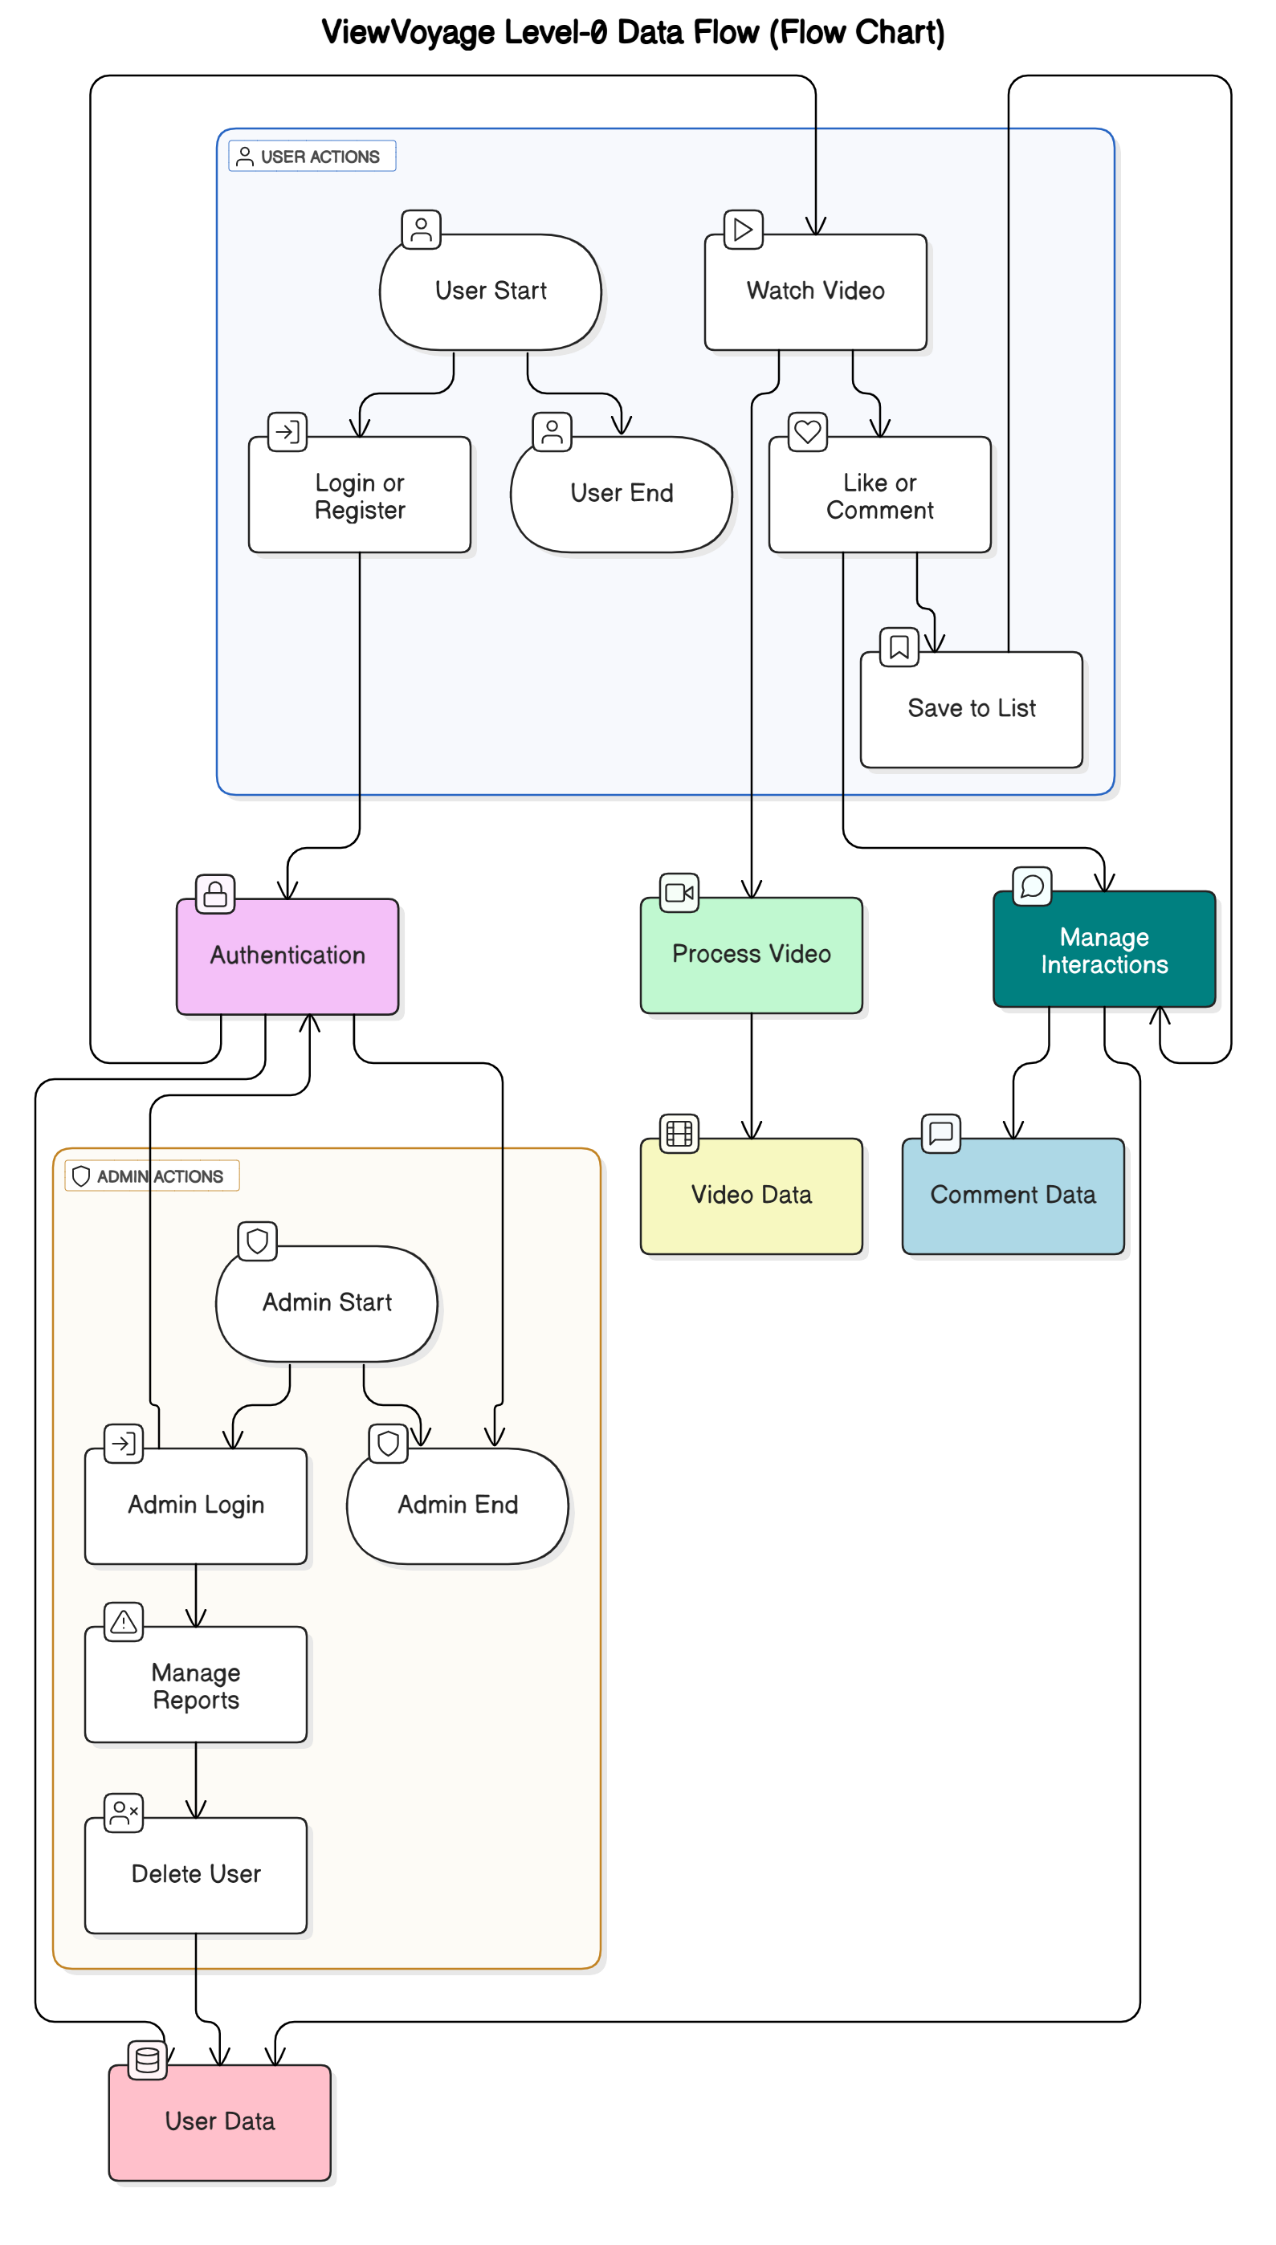 ViewVoyage Level-0 Data Flow (Flow Chart)
USER ACTIONS
User Start
Watch Video
Login or
Register
User End
Like or
Comment
Save to List
Authentication
Process Video
Manage
Interactions
ADMIN ACTIONS
Video Data
Comment Data
Admin Start
Admin Login
Admin End
Manage
Reports
Delete User
User Data